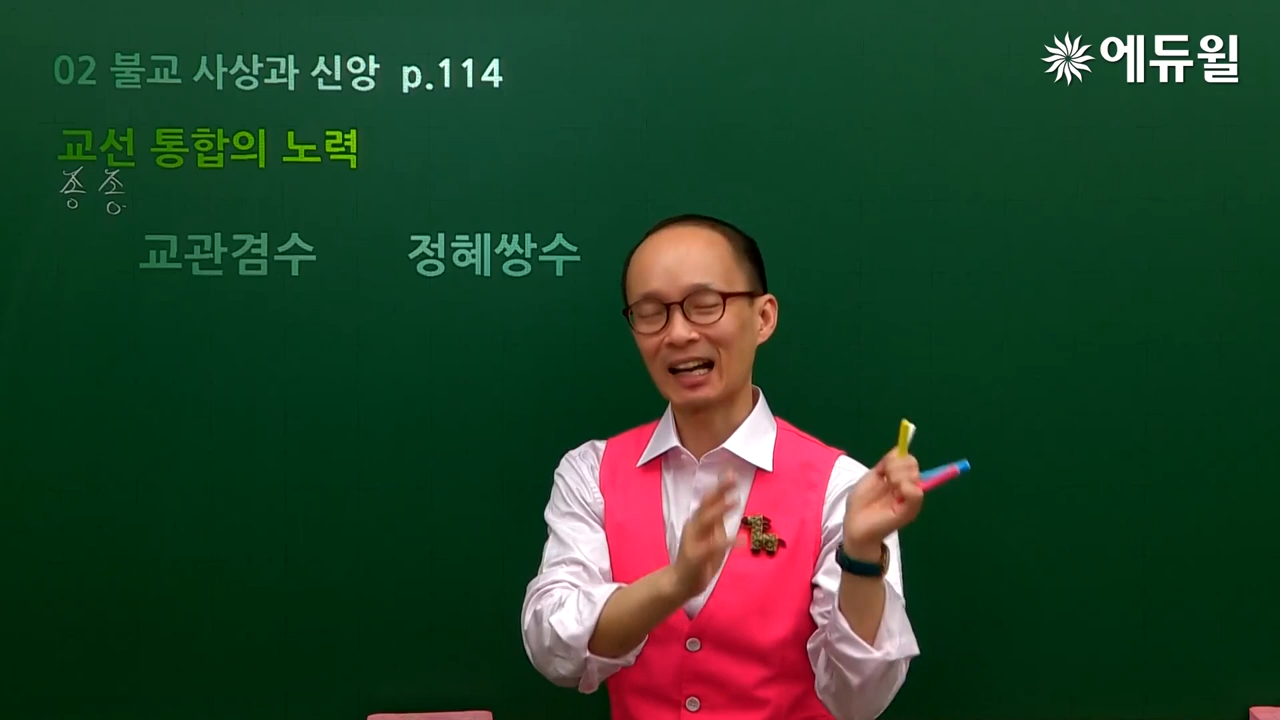 02 불교 사상과 신앙 p.114
에듀윌
교선 통합의 노력
종 종
교관겸수 정혜쌍수